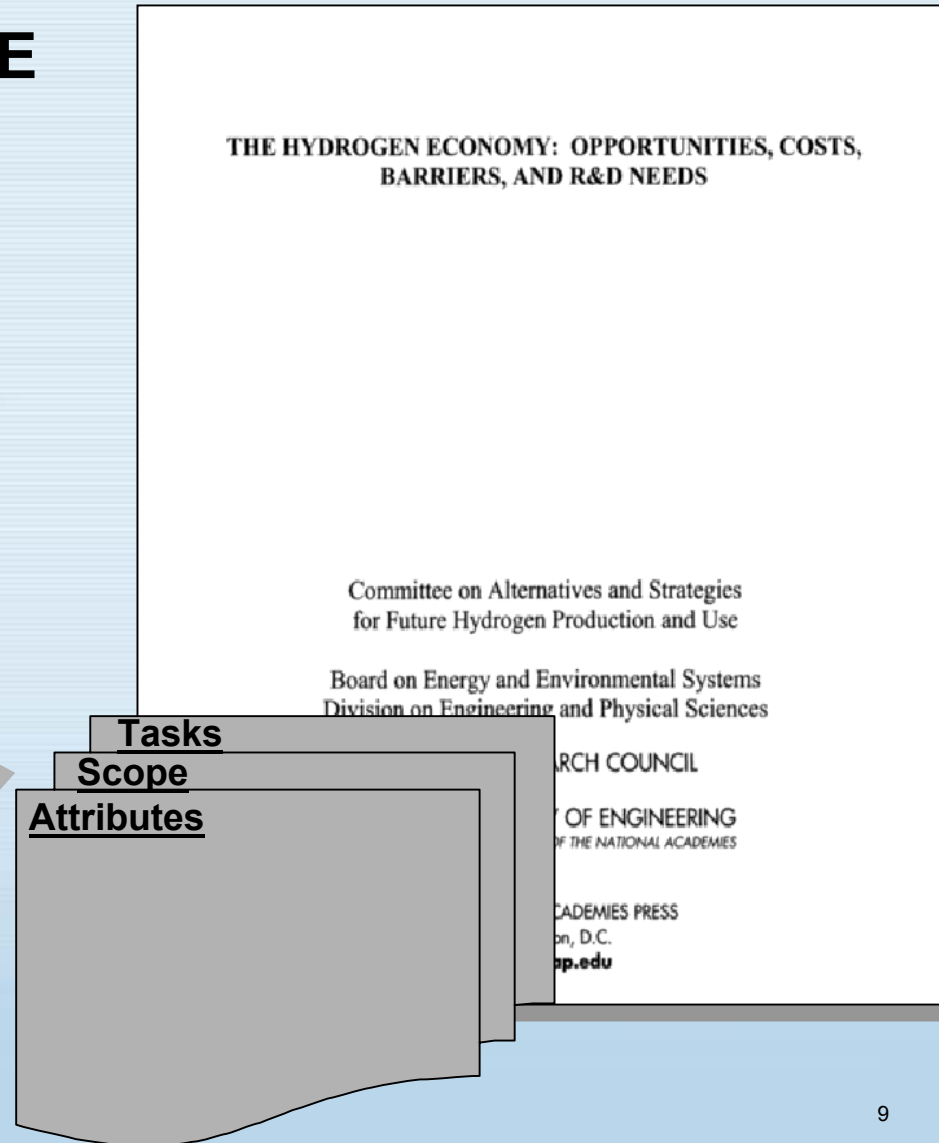 E
THE HYDROGEN ECONOMY: OPPORTUNITIES, COSTS,
BARRIERS, AND R&D NEEDS
Committee on Alternatives and Strategies
for Future Hydrogen Production and Use
Board on Energy and Environmental Systems
Division on Engineering and Physical Sciences
RCH COUNCIL
OF ENGINEERING
OF THE NATIONAL ACADEMIES
CADEMIES PRESS
on, D.C.
ap.edu
Tasks
Scope
Attributes
9